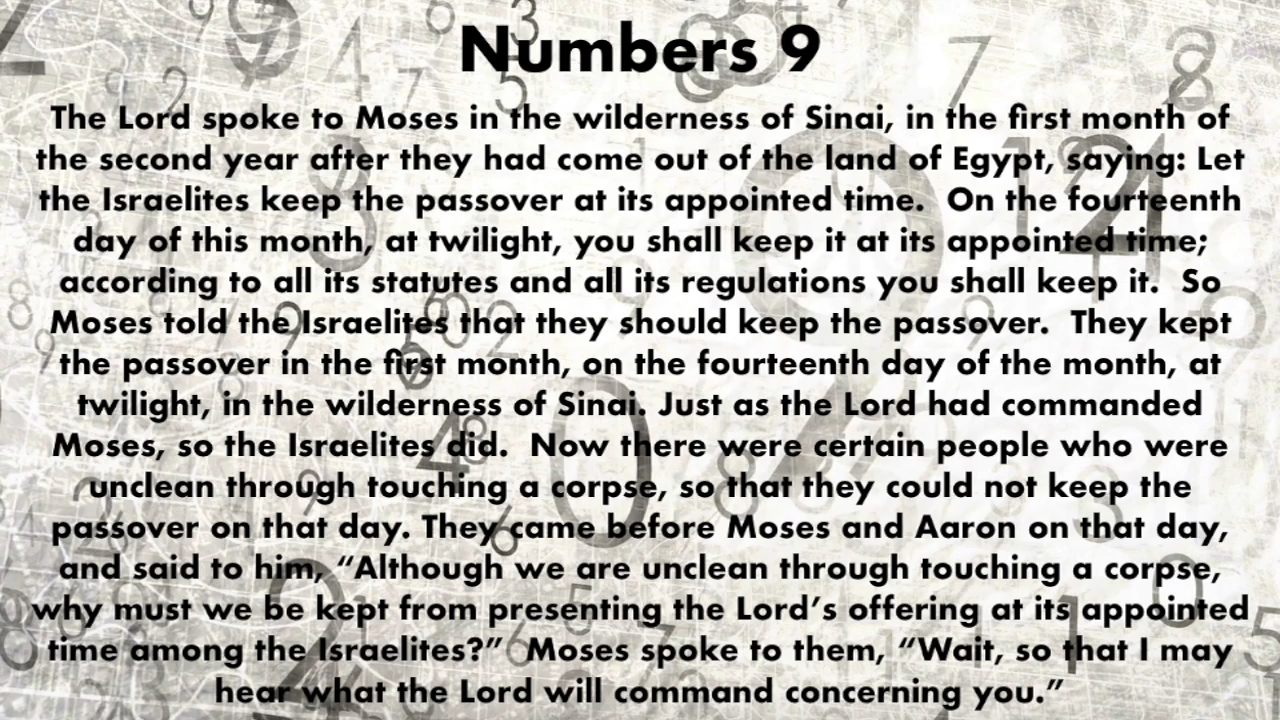 Numbers 9
The Lord spoke to Moses in the wilderness of Sinai, in the first month of
the second year after they had come out of the land of Egypt, saying: Let
the Israelites keep the passover at its appointed time.  On the fourteenth
day of this month, at twilight, you shall keep it at its appointed time;
according to all its statutes and all its regulations you shall keep it.  So
Moses told the Israelites that they should keep the passover.  They kept
the passover in the first month, on the fourteenth day of the month, at
twilight, in the wilderness of Sinai. Just as the Lord had commanded
Moses, so the Israelites did.  Now there were certain people who were
unclean through touching a corpse, so that they could not keep the
passover on that day. They came before Moses and Aaron on that day,
and said to him, “Although we are unclean through touching a corpse,
why must we be kept from presenting the Lord’s offering at its appointed
time among the Israelites?”  Moses spoke to them, “Wait, so that I may
hear what the Lord will command concerning you.”